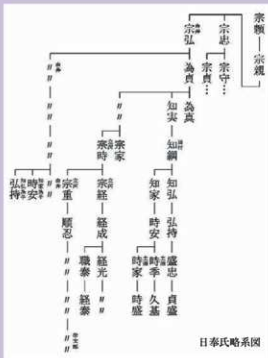 宗頼 宗親
宗忠 宗守…
宗貞…
宗弘 為貞 為真
知実 知綱 知弘 弘持 盛忠 貞盛
知家 時安 時季 久基
時家 時盛
〃 宗家
宗時 宗経 経成 経光 〃
職泰 経泰
宗重 順忍 〃 〃 〃 〃
〃 〃 〃 〃 〃
時安
弘持
日奉氏略系図